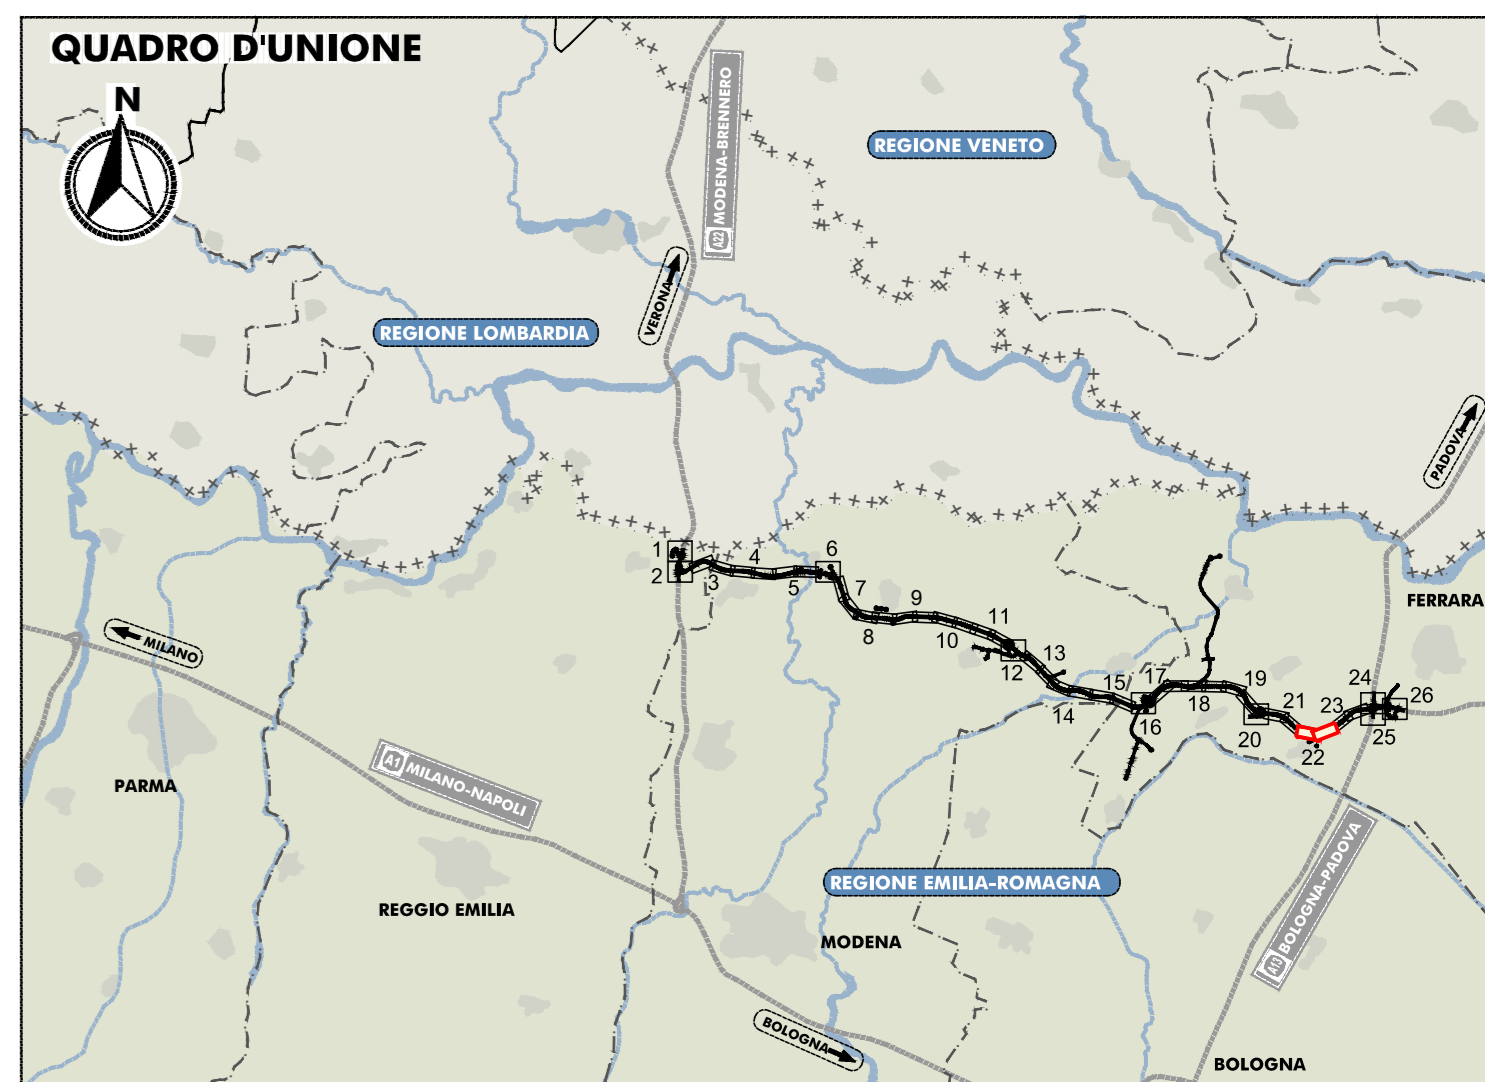 QUADRO D'UNIONE
N
A22 MODENA-BRENNERO
REGIONE VENETO
VERONA
REGIONE LOMBARDIA
PADOVA
1
2
3
4
5
6
7
8
9
10
11
12
13
14
15
16
17
18
19
20
21
22
23
24
25
26
FERRARA
MILANO
PARMA
A1 MILANO-NAPOLI
REGGIO EMILIA
REGIONE EMILIA-ROMAGNA
MODENA
A13 BOLOGNA-PADOVA
BOLOGNA
BOLOGNA